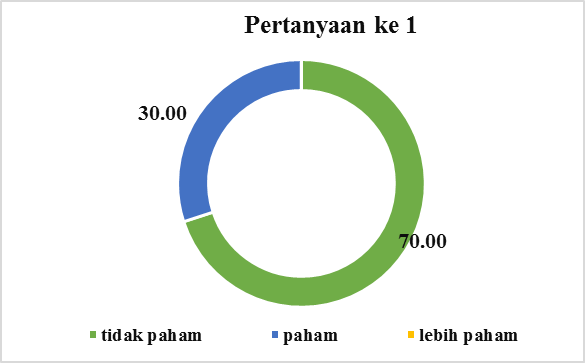 Pertanyaan ke 1
30.00
70.00
tidak paham paham lebih paham